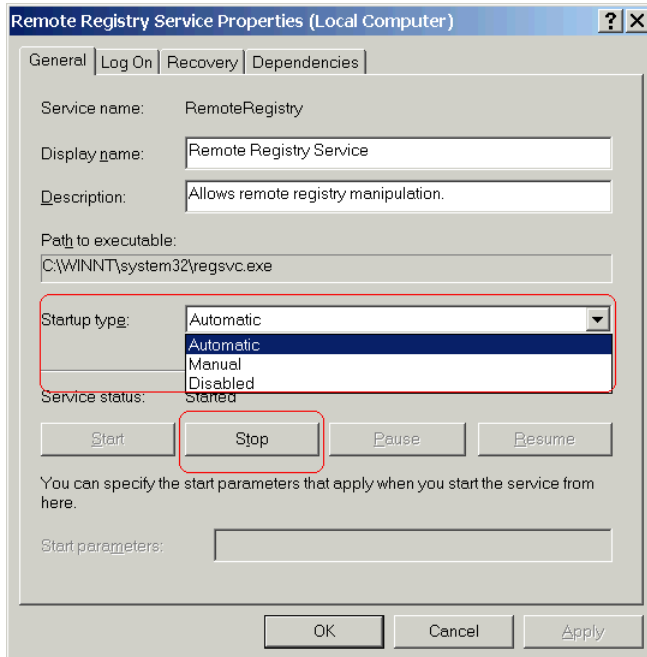 Remote Registry Service Properties (Local Computer)
General Log On Recovery Dependencies
Service name: RemoteRegistry
Display name: Remote Registry Service
Description: Allows remote registry manipulation.
Path to executable:
C:\WINNT\system32\regsvc.exe
Startup type: Automatic
Automatic
Manual
Disabled
Service status: Started
Start Stop Pause Resume
You can specify the start parameters that apply when you start the service from
here.
Start parameters:
OK Cancel Apply